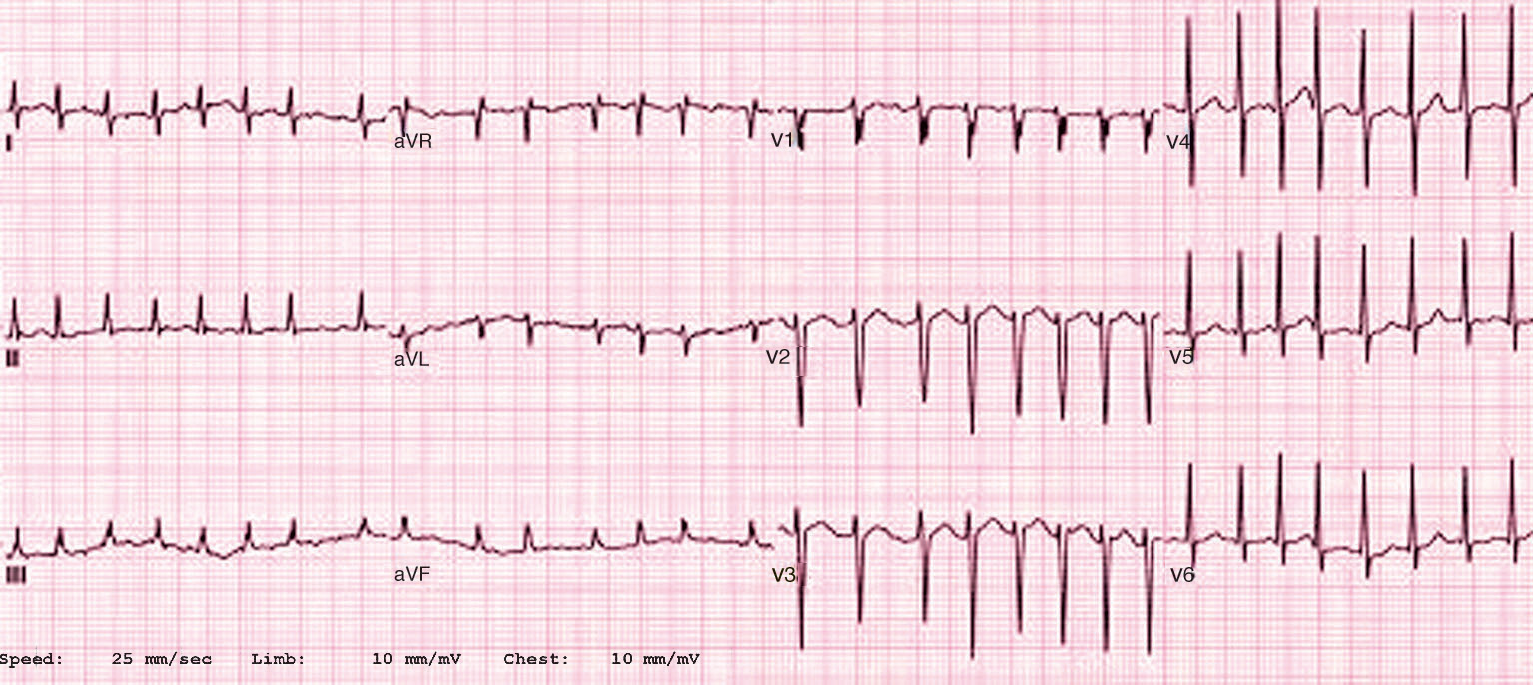 I
aVR
V1
V4
II
aVL
V2
V5
III
aVF
V3
V6
Speed: 25 mm/sec Limb: 10 mm/mV Chest: 10 mm/mV